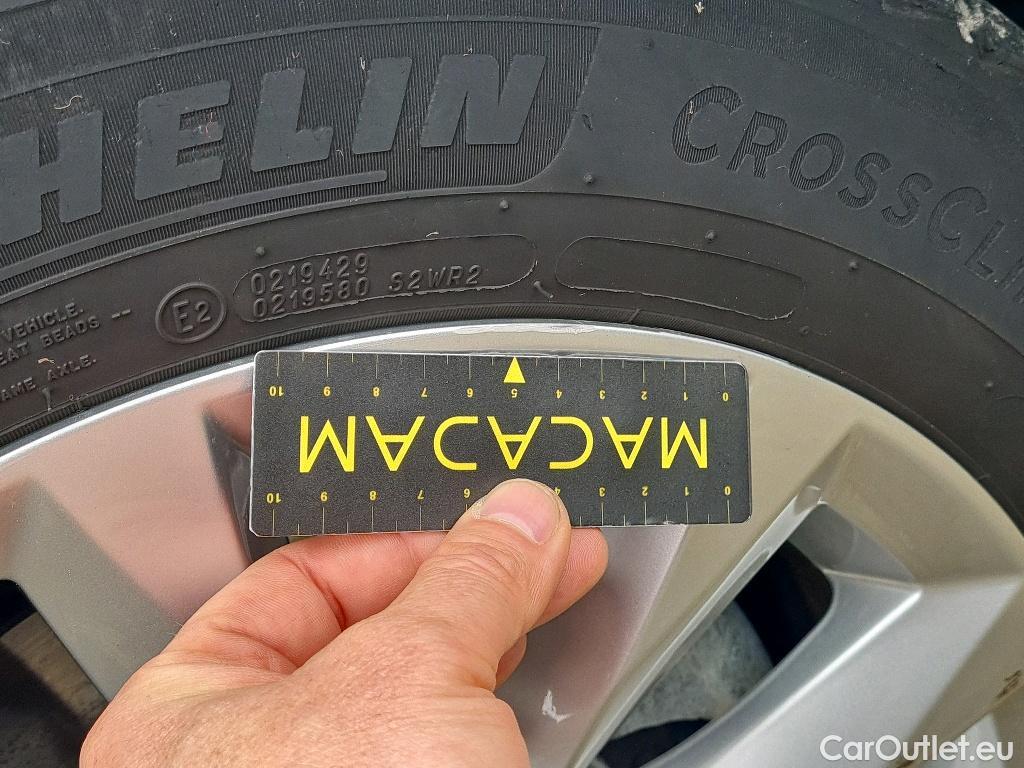 HELIN
CROSSCLI
0219429
0219580 S2WR2
E2
VEHICLE.
EAT BEADS --
AME AXLE.
10 9 8 7 6 5 4 3 2 1 0
MACADAM
10 9 8 7 6 4 3 2 1 0
CarOutlet.eu